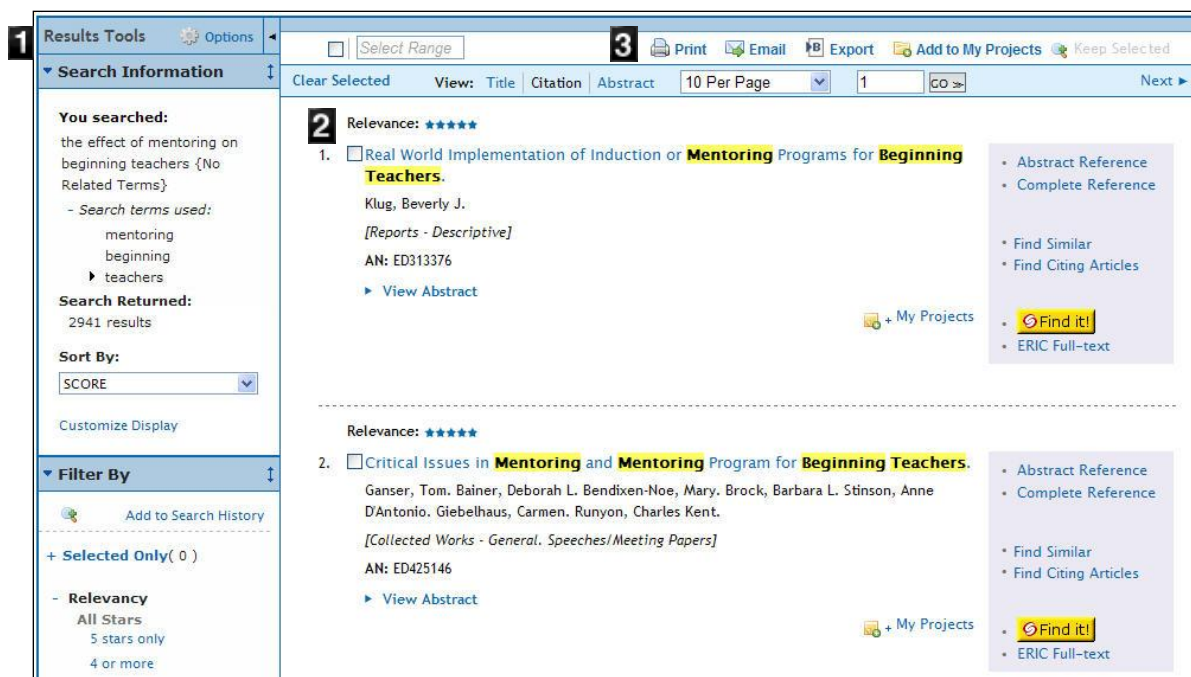 1
Results Tools Options
Search Information
You searched:
the effect of mentoring on
beginning teachers {No
Related Terms}
- Search terms used:
mentoring
beginning
teachers
Search Returned:
2941 results
Sort By:
SCORE
Customize Display
Filter By
Add to Search History
+ Selected Only( 0 )
- Relevancy
All Stars
5 stars only
4 or more
Select Range 3 Print Email Export Add to My Projects Keep Selected
Clear Selected View: Title | Citation | Abstract 10 Per Page 1 GO >> Next
2 Relevance: ★★★★★
1. Real World Implementation of Induction or Mentoring Programs for Beginning
Teachers.
Klug, Beverly J.
[Reports - Descriptive]
AN: ED313376
View Abstract
+ My Projects
• Abstract Reference
• Complete Reference
• Find Similar
• Find Citing Articles
• Find it!
• ERIC Full-text
Relevance: ★★★★★
2. Critical Issues in Mentoring and Mentoring Program for Beginning Teachers.
Ganser, Tom. Bainer, Deborah L. Bendixen-Noe, Mary. Brock, Barbara L. Stinson, Anne
D'Antonio. Giebelhaus, Carmen. Runyon, Charles Kent.
[Collected Works - General. Speeches/Meeting Papers]
AN: ED425146
View Abstract
+ My Projects
• Abstract Reference
• Complete Reference
• Find Similar
• Find Citing Articles
• Find it!
• ERIC Full-text